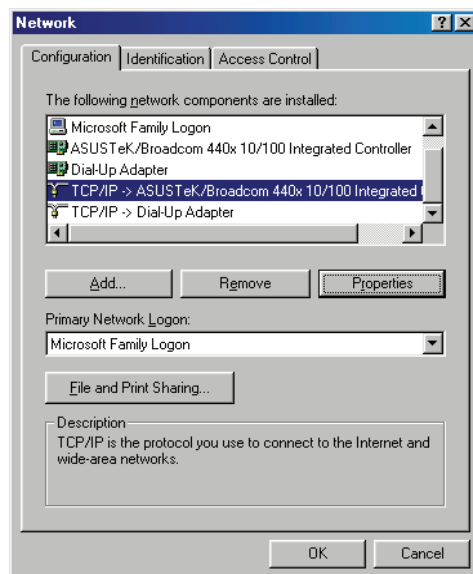 Network
Configuration Identification Access Control
The following network components are installed:
Microsoft Family Logon
ASUSTeK/Broadcom 440x 10/100 Integrated Controller
Dial-Up Adapter
TCP/IP -> ASUSTeK/Broadcom 440x 10/100 Integrated
TCP/IP -> Dial-Up Adapter
Add... Remove Properties
Primary Network Logon:
Microsoft Family Logon
File and Print Sharing...
Description
TCP/IP is the protocol you use to connect to the Internet and
wide-area networks.
OK Cancel